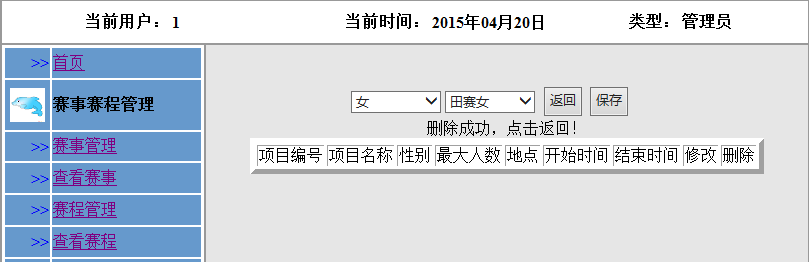 当前用户：1 当前时间：2015年04月20日 类型：管理员
>> 首页
赛事赛程管理
>> 赛事管理
>> 查看赛事
>> 赛程管理
>> 查看赛程
女 田赛女 返回 保存
删除成功，点击返回！
项目编号 项目名称 性别 最大人数 地点 开始时间 结束时间 修改 删除